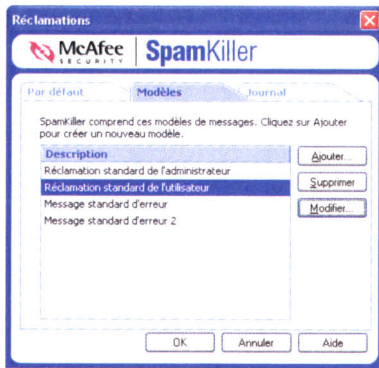 Réclamations
McAfee SECURITY SpamKiller
Par défaut Modèles Journal
SpamKiller comprend ces modèles de messages. Cliquez sur Ajouter
pour créer un nouveau modèle.
Description
Ajouter...
Réclamation standard de l'administrateur
Réclamation standard de l'utilisateur
Supprimer
Message standard d'erreur
Modifier...
Message standard d'erreur 2
OK Annuler Aide